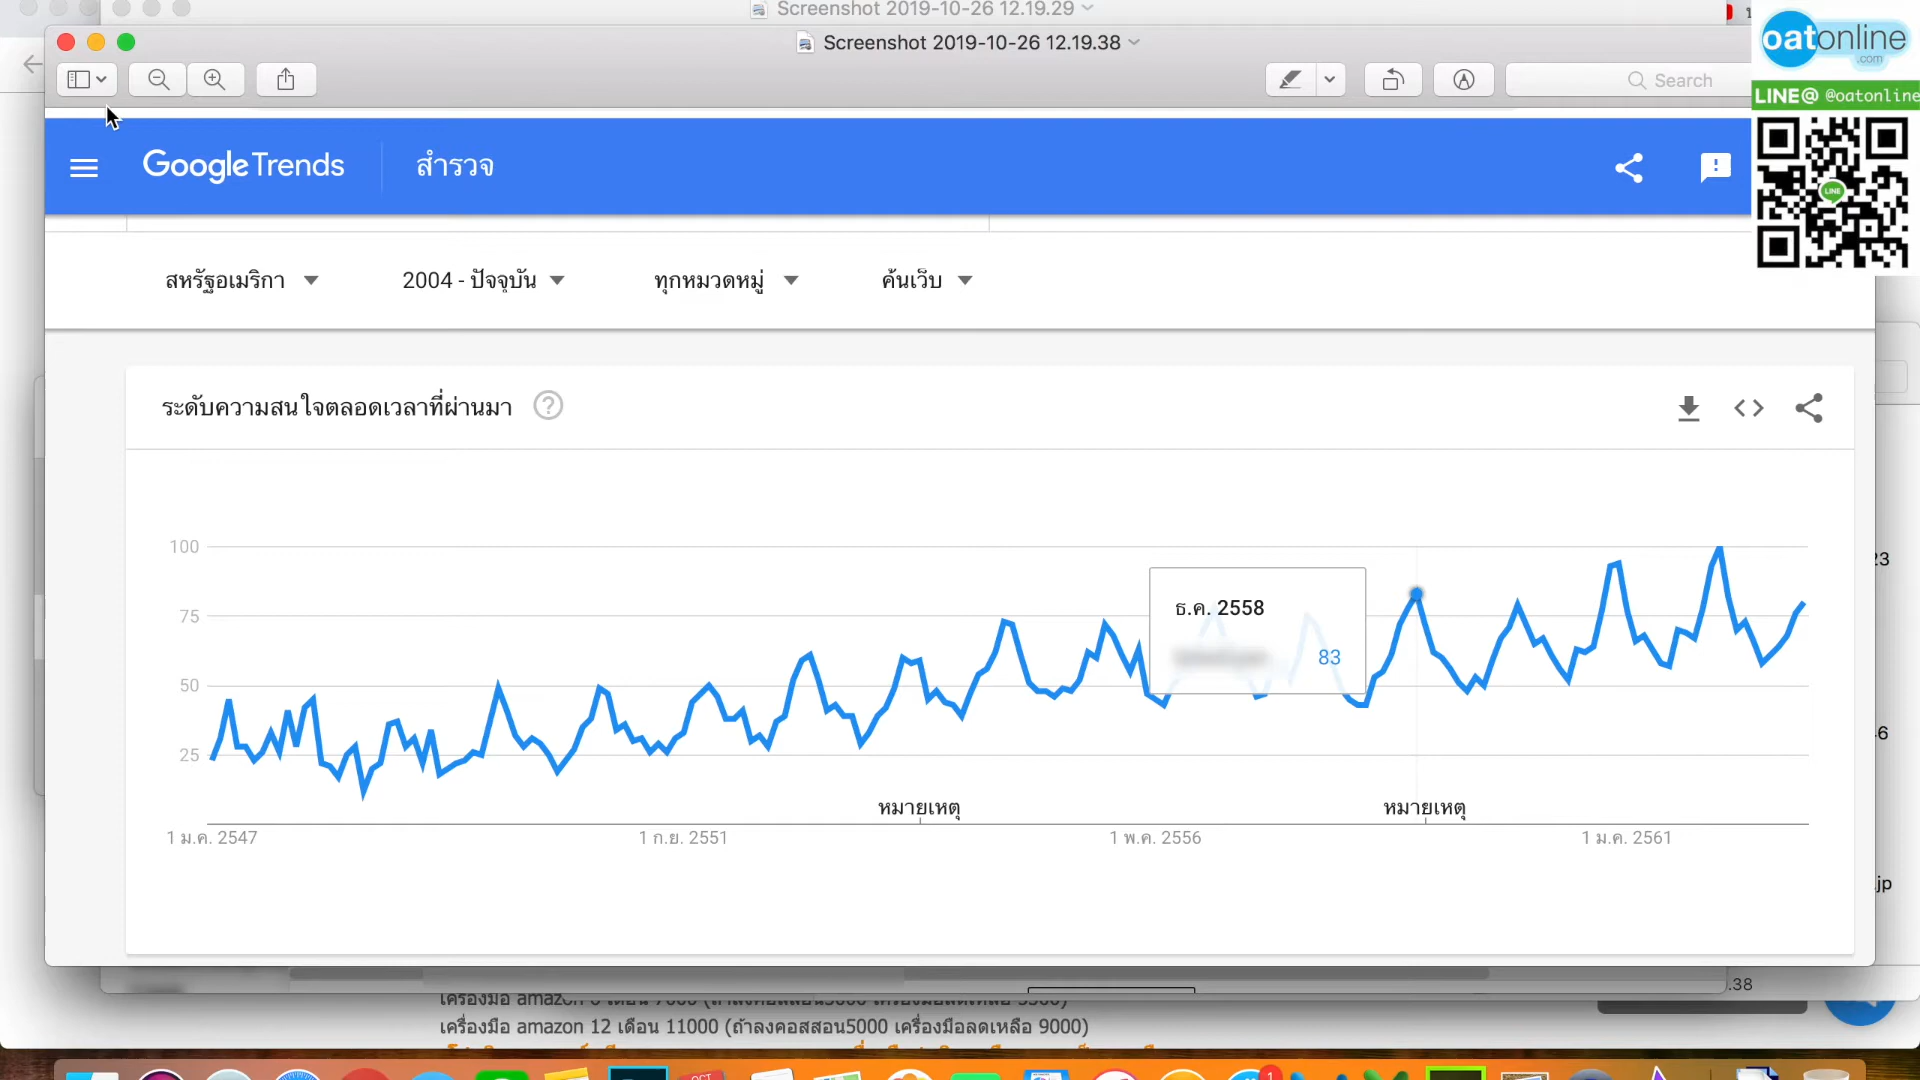 Screenshot 2019-10-26 12.19.29
Screenshot 2019-10-26 12.19.38
Search
oatonline
.com
LINE@ @oatonline
LINE
Google Trends
สำรวจ
สหรัฐอเมริกา
2004 - ปัจจุบัน
ทุกหมวดหมู่
ค้นเว็บ
ระดับความสนใจตลอดเวลาที่ผ่านมา
100
75
50
25
ธ.ค. 2558
83
หมายเหตุ
หมายเหตุ
1 ม.ค. 2547
1 ก.ย. 2551
1 พ.ค. 2556
1 ม.ค. 2561
.38
เครื่องมือ amazon 12 เดือน 11000 (ถ้าลงคอสสอน5000 เครื่องมือลดเหลือ 9000)
OCT
1